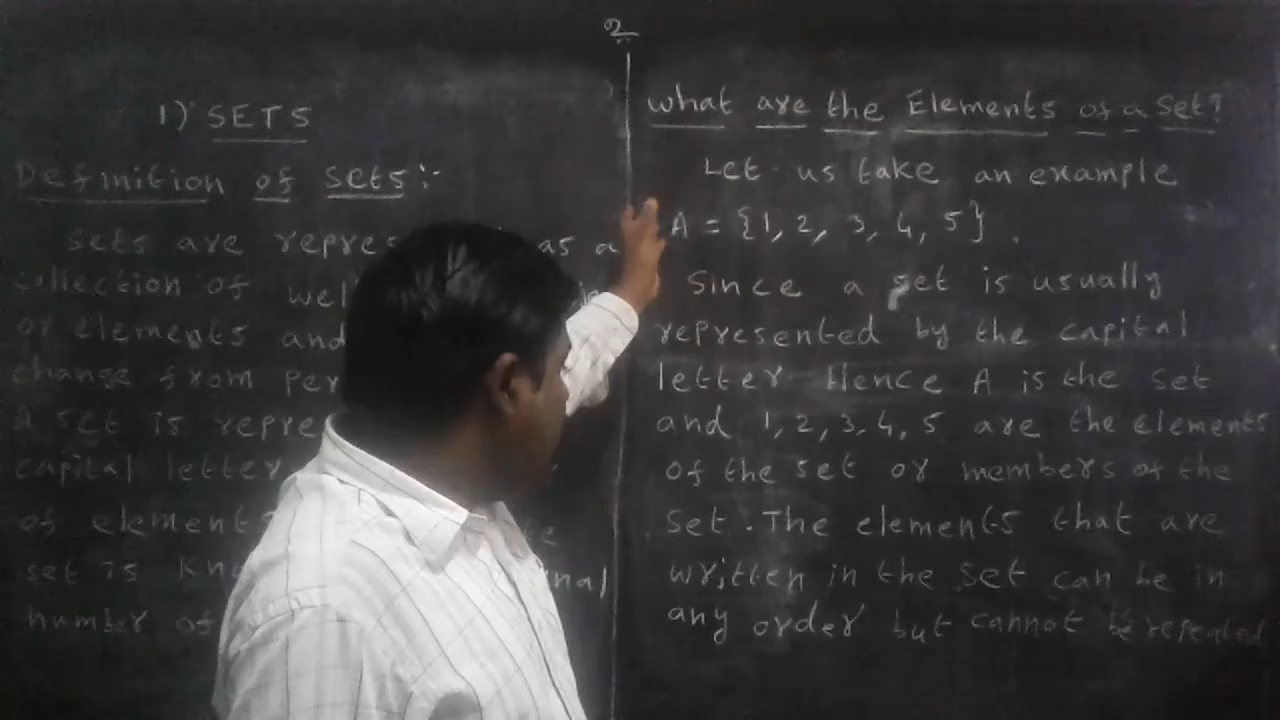 2
1) SETS
Definition of sets:-
sets are repres as a
collection of well
of elements and
change from per
A set is repre
capital letter
of element
set is kno inal
number of
What are the Elements of a Set?
Let us take an example
A = {1, 2, 3, 4, 5}.
Since a set is usually
represented by the capital
letter Hence A is the set
and 1, 2, 3, 4, 5 are the elements
of the set or members of the
set. The elements that are
written in the set can be in
any order but cannot be repeated